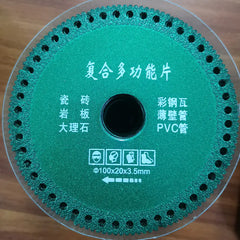 复合多功能片
瓷砖 彩钢瓦
岩板 薄壁管
大理石 PVC管
Φ100x20x3.5mm